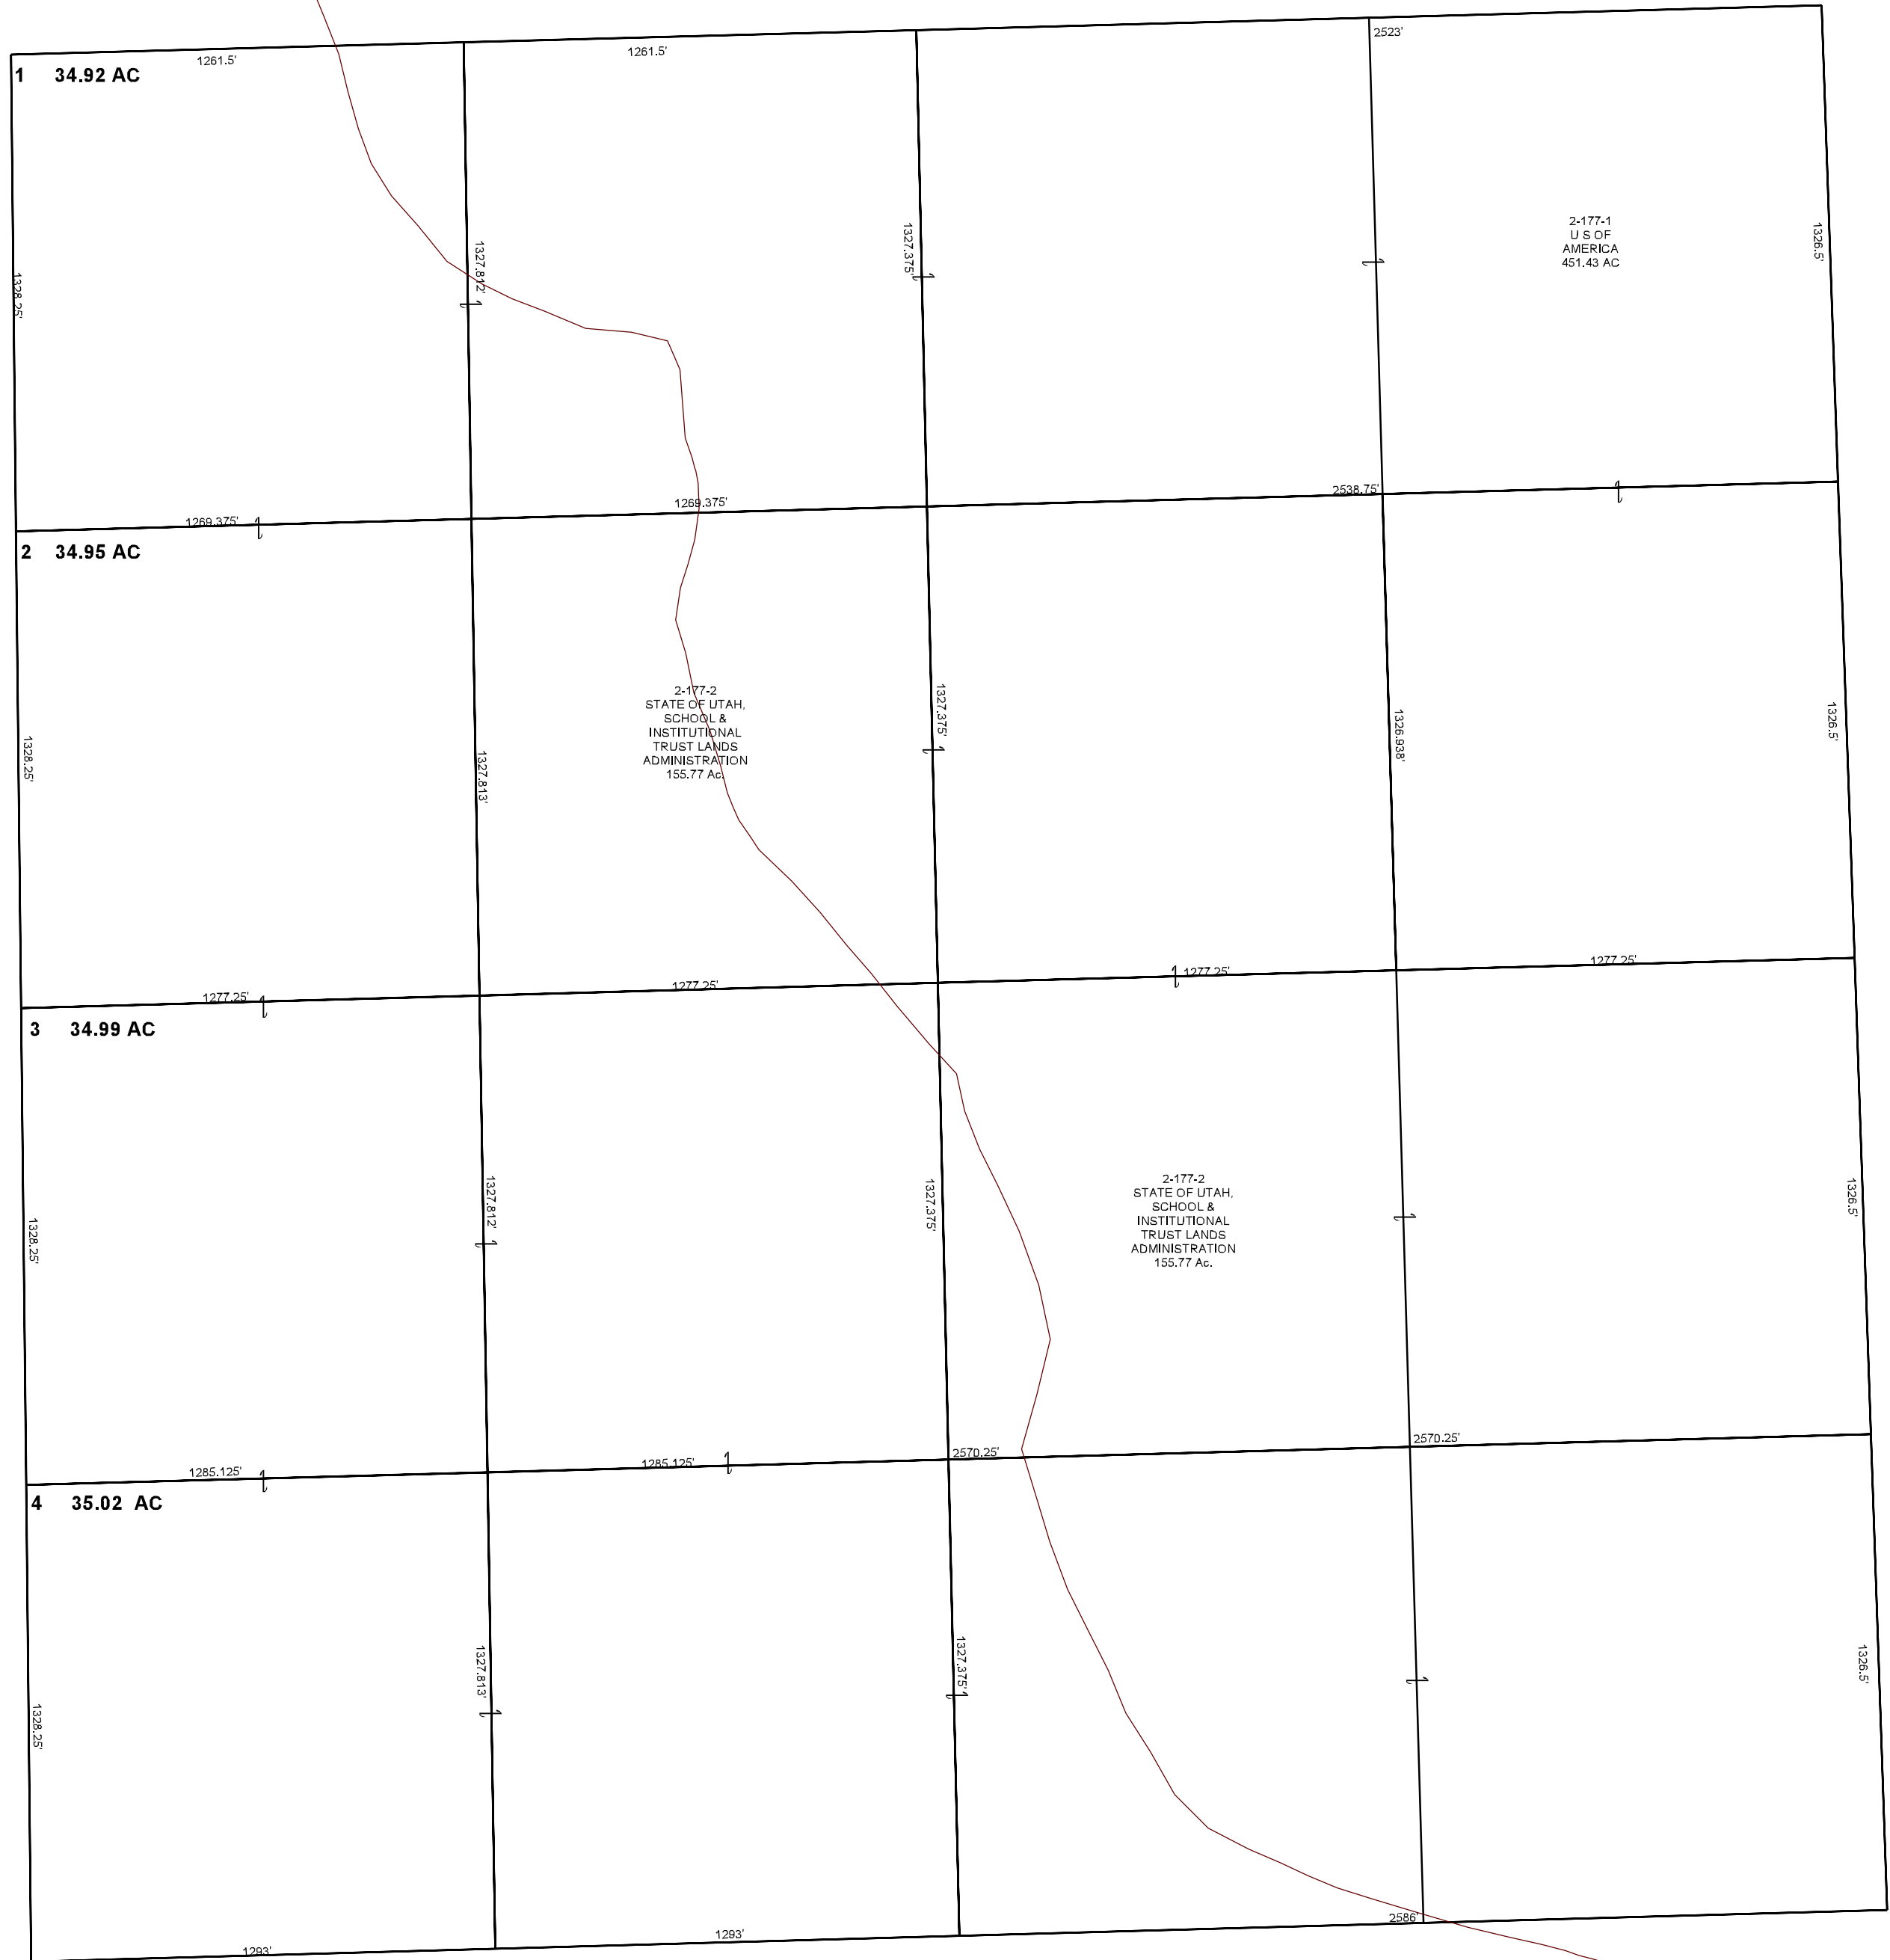 1261.5'
1261.5'
2523'
1 34.92 AC
1328.25'
1327.812'
1327.375'
2-177-1
U S OF
AMERICA
451.43 AC
1326.5'
1269.375'
1269.375'
2538.75'
2 34.95 AC
1328.25'
1327.813'
2-177-2
STATE OF UTAH,
SCHOOL &
INSTITUTIONAL
TRUST LANDS
ADMINISTRATION
155.77 Ac.
1327.375'
1326.938'
1326.5'
1277.25'
1277.25'
1277.25'
1277.25'
3 34.99 AC
1328.25'
1327.812'
1327.375'
2-177-2
STATE OF UTAH,
SCHOOL &
INSTITUTIONAL
TRUST LANDS
ADMINISTRATION
155.77 Ac.
1326.5'
1285.125'
1285.125'
2570.25'
2570.25'
4 35.02 AC
1328.25'
1327.813'
1327.375'
1326.5'
1293'
1293'
2586'